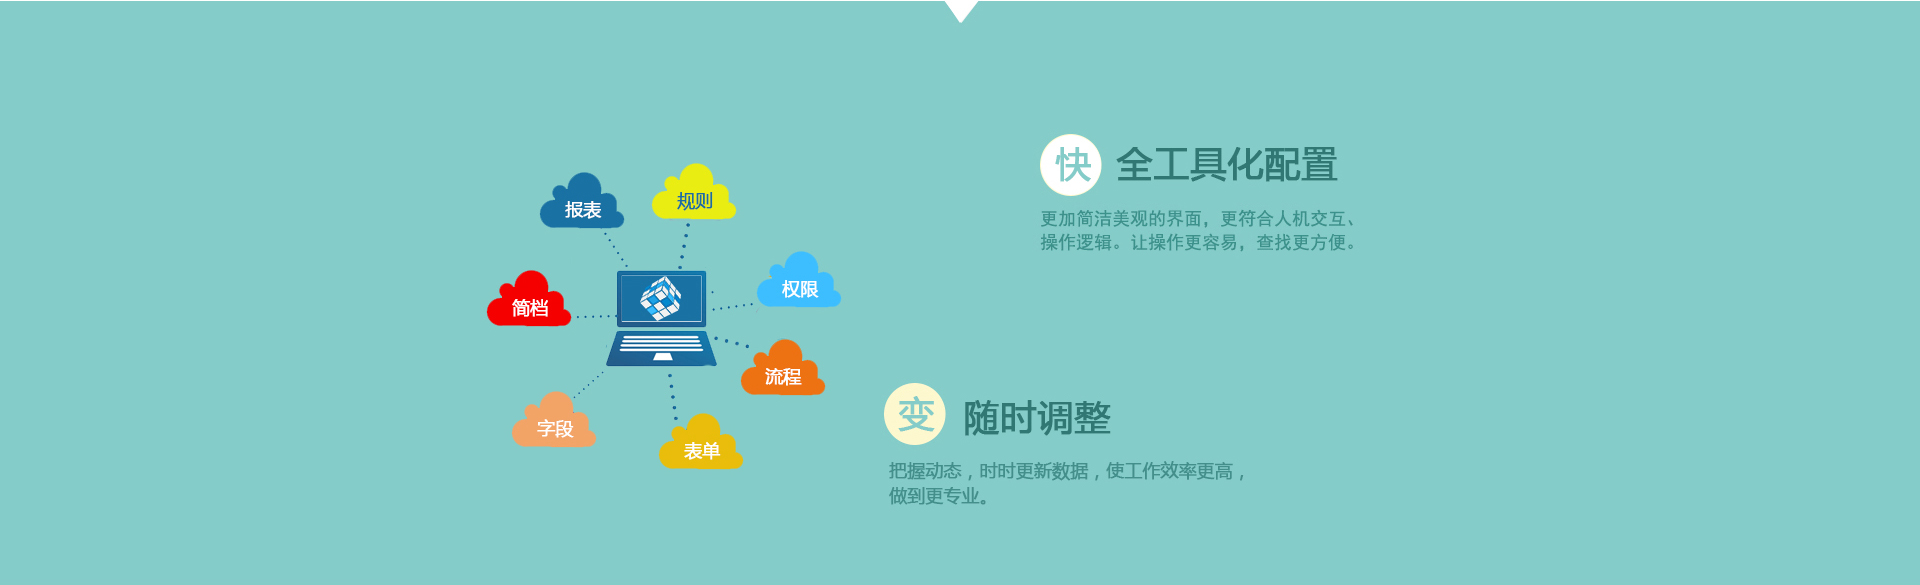 报表
规则
权限
简档
流程
字段
表单
快 全工具化配置
更加简洁美观的界面，更符合人机交互、
操作逻辑。让操作更容易，查找更方便。
变 随时调整
把握动态，时时更新数据，使工作效率更高，
做到更专业。